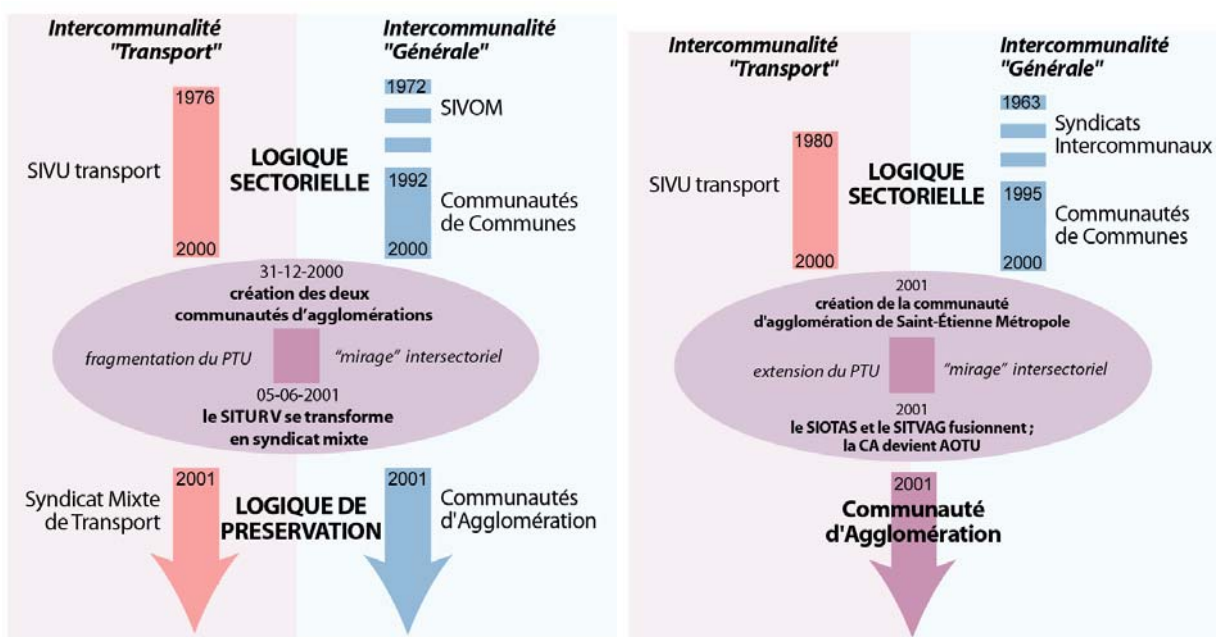 Intercommunalité
"Transport"
Intercommunalité
"Générale"
1976
1972
SIVOM
SIVU transport
LOGIQUE
SECTORIELLE
1992
Communautés
de Communes
2000
2000
31-12-2000
création des deux
communautés d'agglomérations
fragmentation du PTU
"mirage" intersectoriel
05-06-2001
le SITURV se transforme
en syndicat mixte
2001
2001
Syndicat Mixte
de Transport
LOGIQUE DE
PRESERVATION
Communautés
d'Agglomération
Intercommunalité
"Transport"
Intercommunalité
"Générale"
1963
Syndicats
Intercommunaux
1980
SIVU transport
LOGIQUE
SECTORIELLE
1995
Communautés
de Communes
2000
2000
2001
création de la communauté
d'agglomération de Saint-Étienne Métropole
extension du PTU
"mirage" intersectoriel
2001
le SIOTAS et le SITVAG fusionnent ;
la CA devient AOTU
2001
Communauté
d'Agglomération